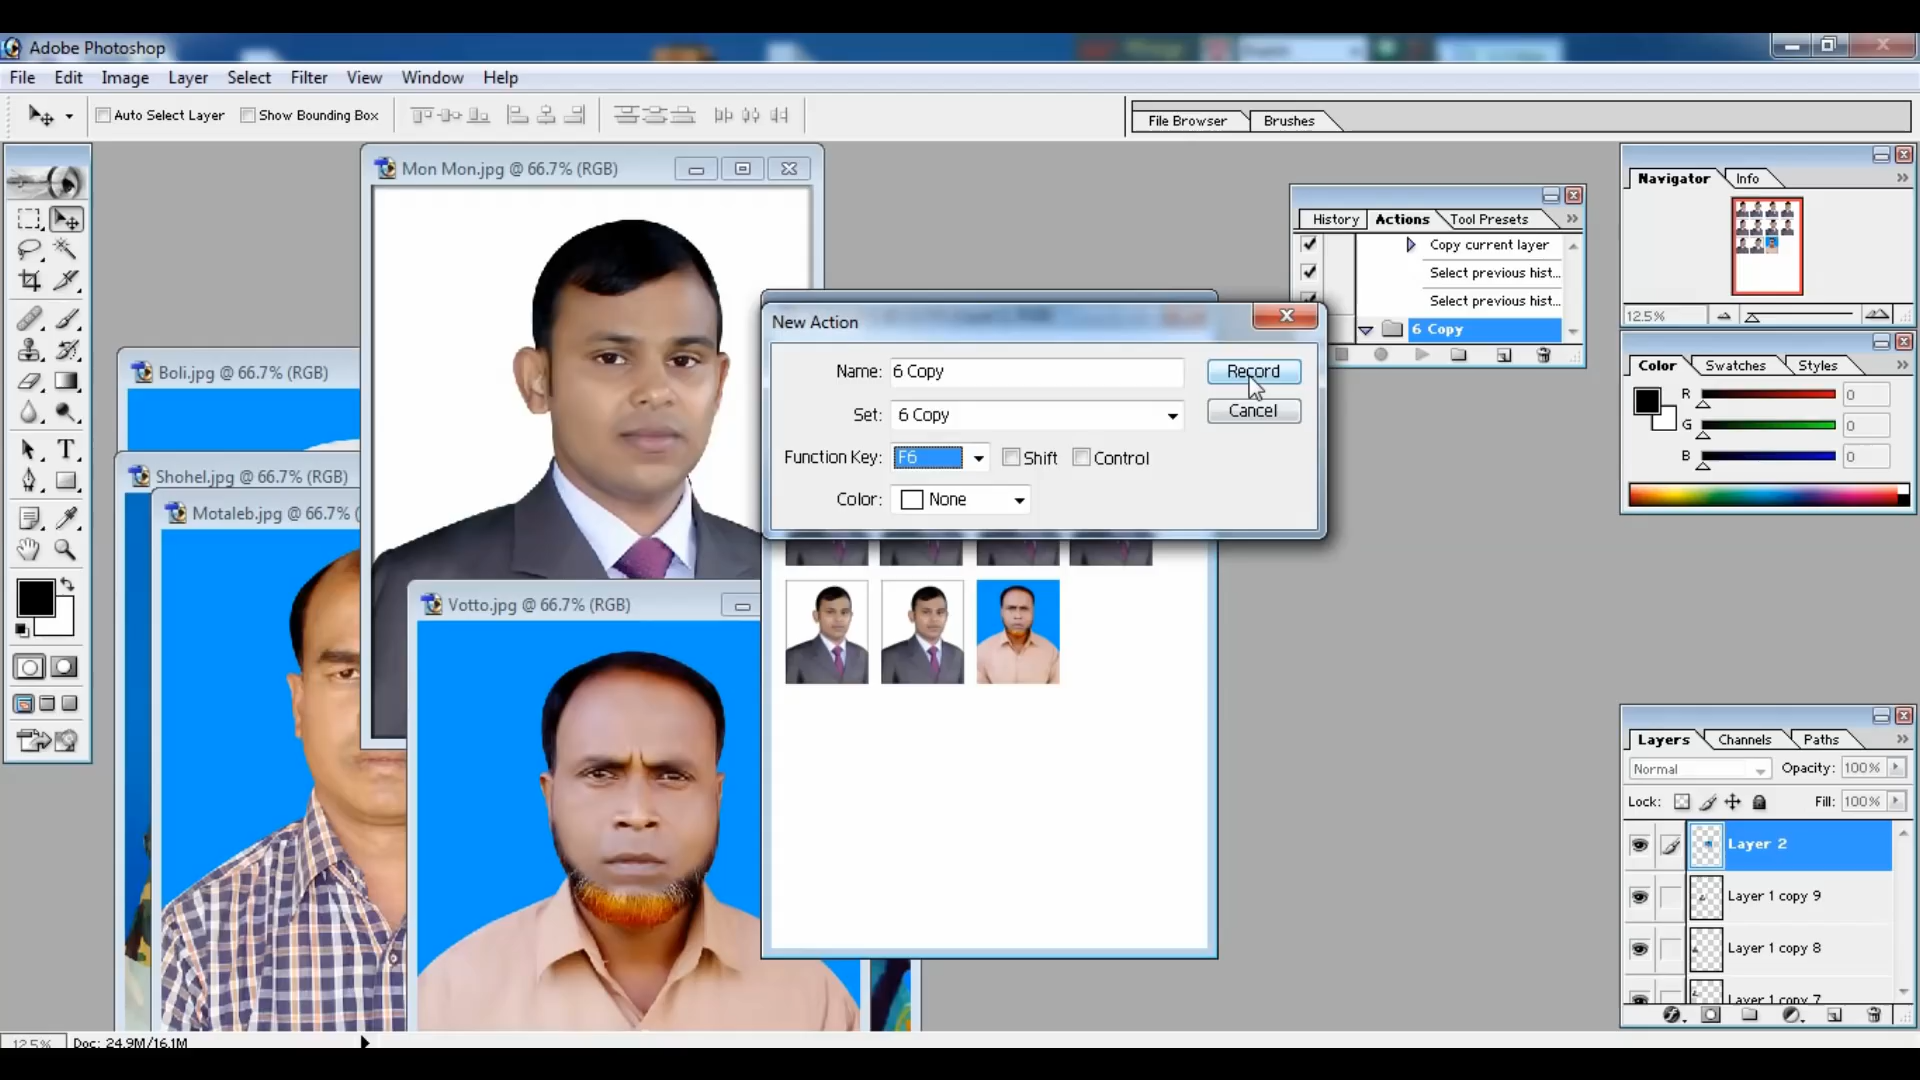 Adobe Photoshop
File Edit Image Layer Select Filter View Window Help
Auto Select Layer Show Bounding Box
File Browser Brushes
Mon Mon.jpg @ 66.7% (RGB)
Navigator Info
History Actions Tool Presets
Copy current layer
Select previous hist...
Select previous hist...
6 Copy
12.5%
New Action
Name: 6 Copy
Record
Set: 6 Copy
Cancel
Function Key: F6 Shift Control
Color: None
Color Swatches Styles
R 0
G 0
B 0
Boli.jpg @ 66.7% (RGB)
Shohel.jpg @ 66.7% (RGB)
Motaleb.jpg @ 66.7% (
Votto.jpg @ 66.7% (RGB)
Layers Channels Paths
Normal Opacity: 100%
Lock: Fill: 100%
Layer 2
Layer 1 copy 9
Layer 1 copy 8
Layer 1 copy 7
12.5% Doc: 24.9M/16.1M